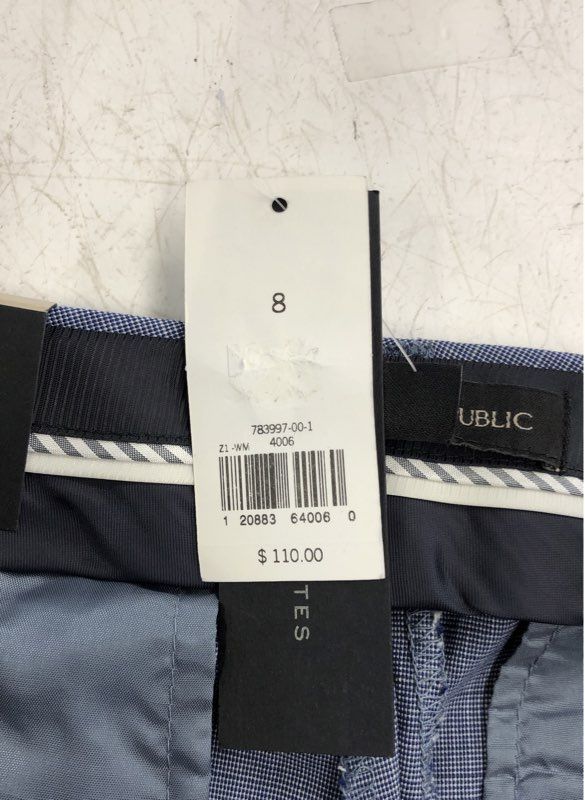 8
783997-00-1
Z1-WM 4006
1 20883 64006 0
$ 110.00
UBLIC
TES